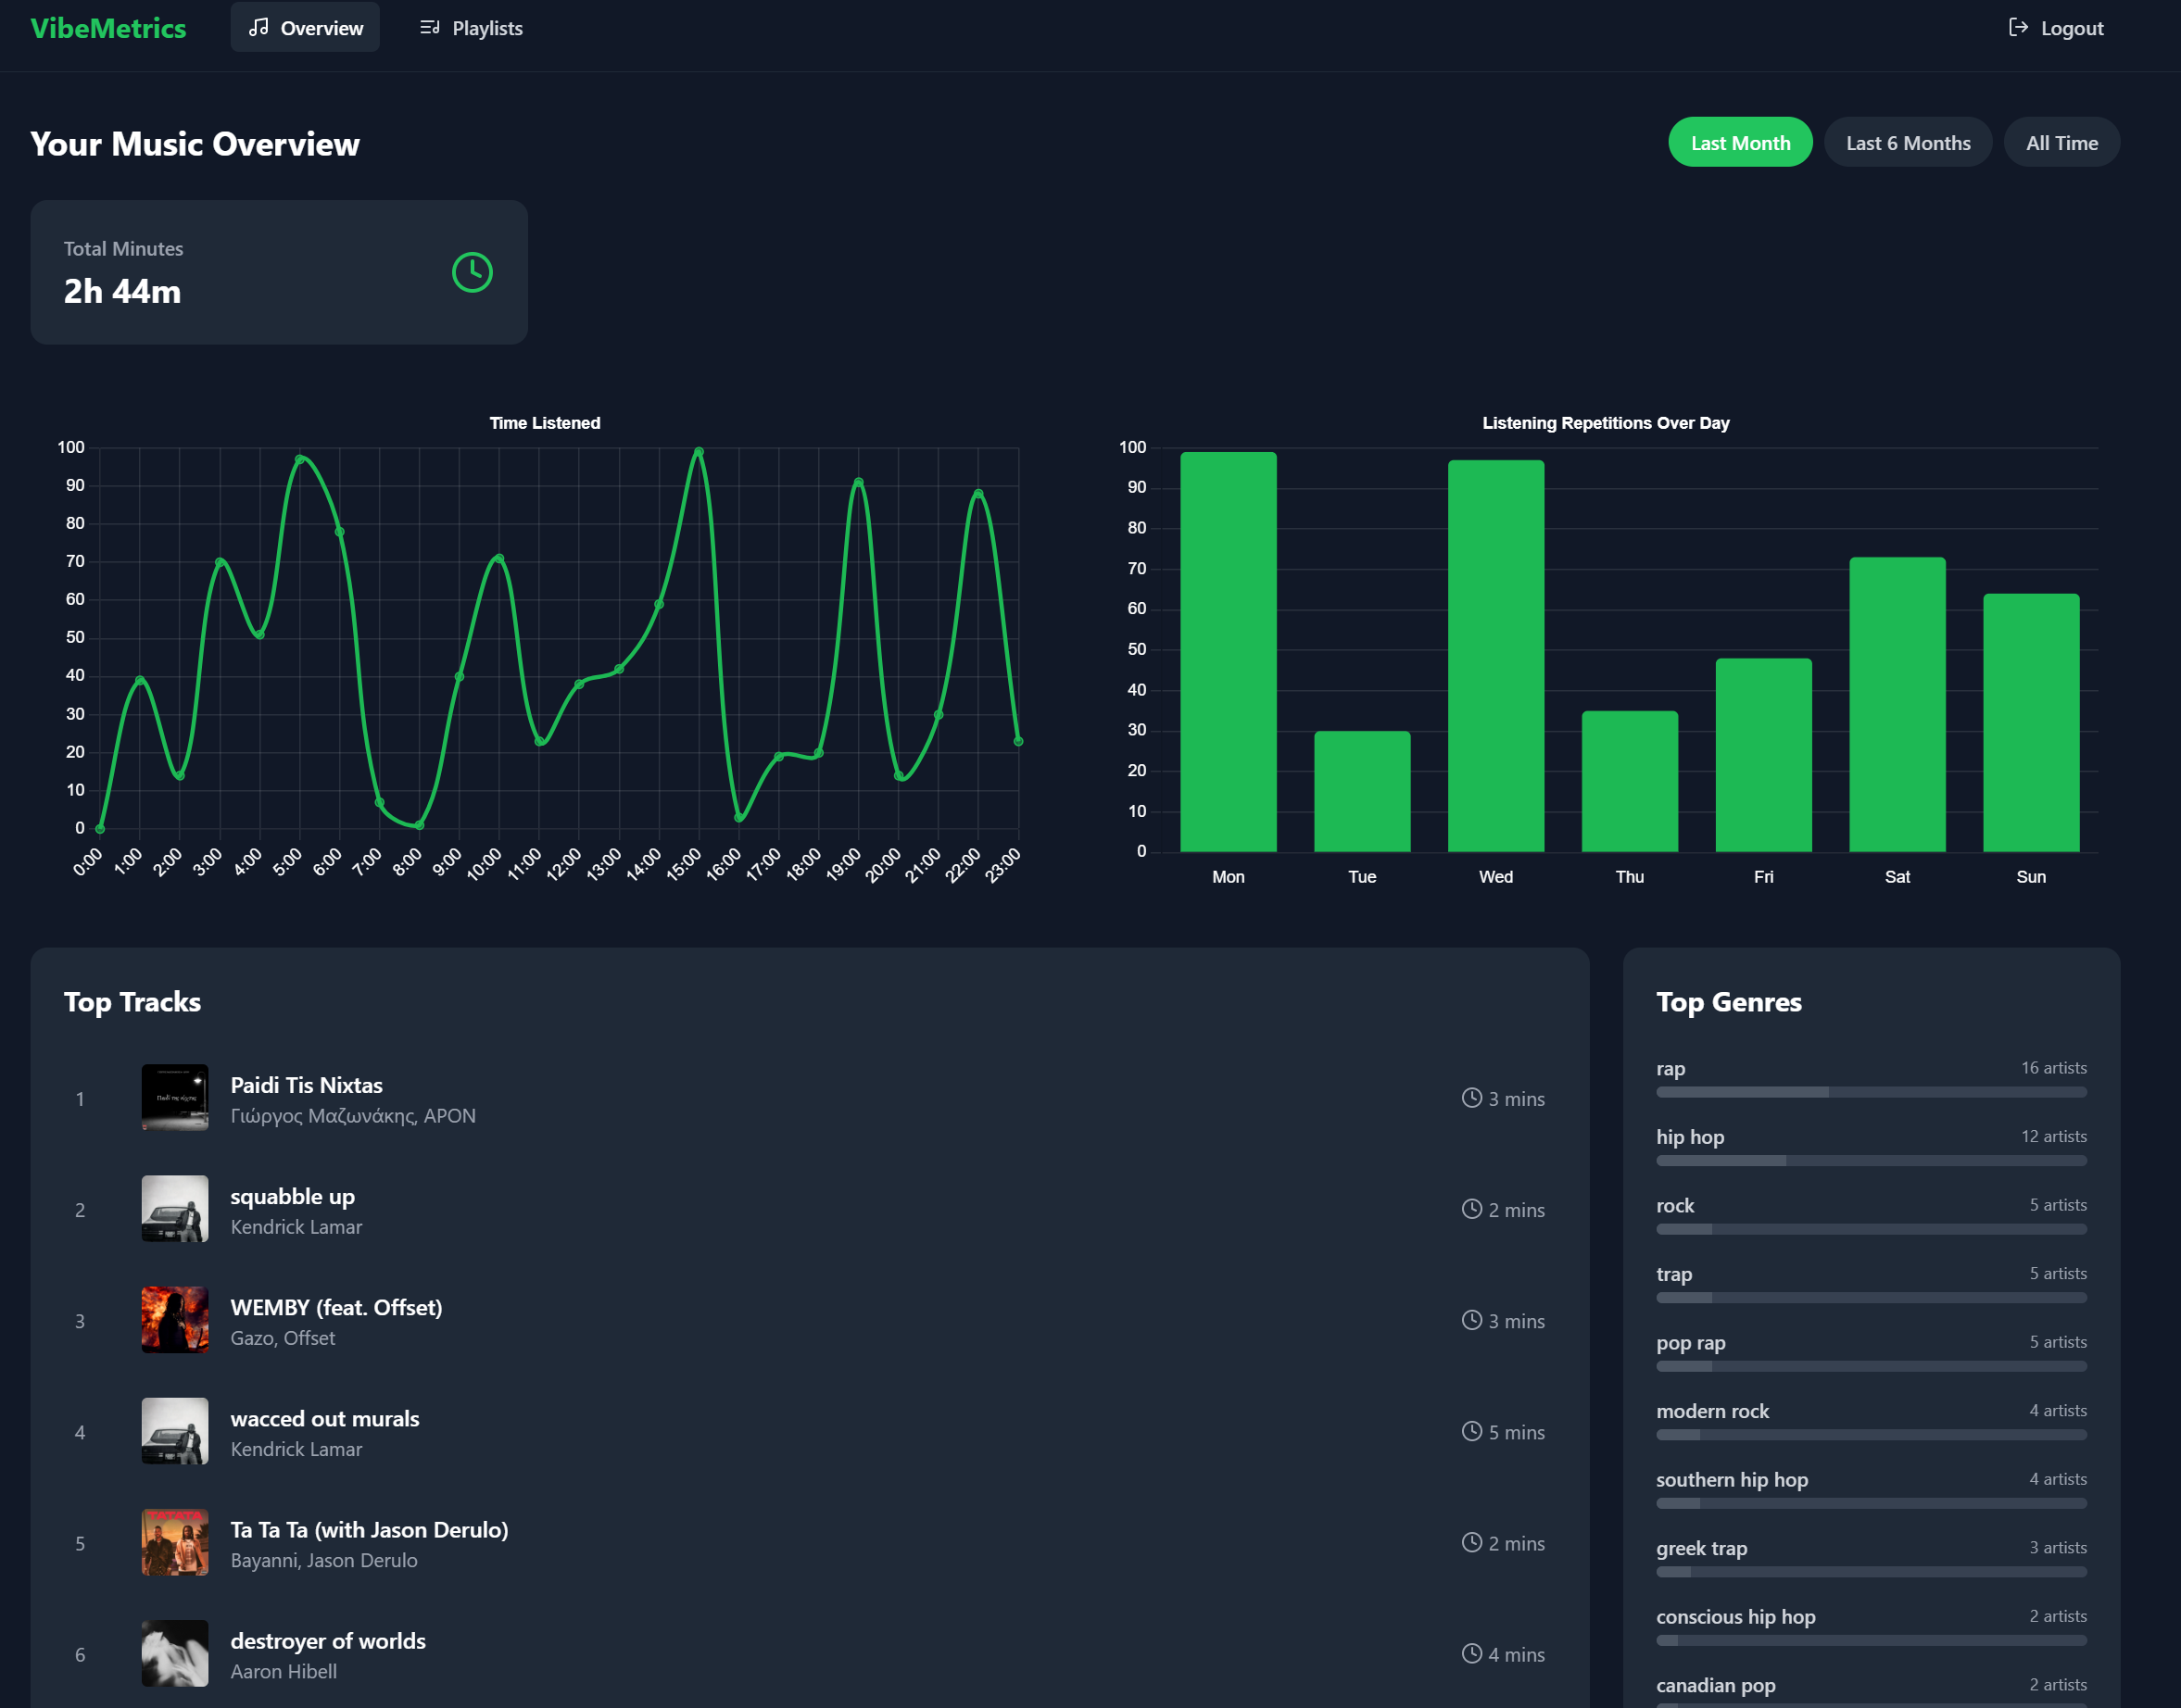 VibeMetrics
Overview
Playlists
Logout
Your Music Overview
Last Month
Last 6 Months
All Time
Total Minutes
2h 44m
Time Listened
100
90
80
70
60
50
40
30
20
10
0
0:00 1:00 2:00 3:00 4:00 5:00 6:00 7:00 8:00 9:00 10:00 11:00 12:00 13:00 14:00 15:00 16:00 17:00 18:00 19:00 20:00 21:00 22:00 23:00
Listening Repetitions Over Day
100
90
80
70
60
50
40
30
20
10
0
Mon Tue Wed Thu Fri Sat Sun
Top Tracks
1
Παιδί της νύχτας
Paidi Tis Nixtas
Γιώργος Μαζωνάκης, APON
3 mins
2
squabble up
Kendrick Lamar
2 mins
3
WEMBY (feat. Offset)
Gazo, Offset
3 mins
4
wacced out murals
Kendrick Lamar
5 mins
5
TATATA
Ta Ta Ta (with Jason Derulo)
Bayanni, Jason Derulo
2 mins
6
destroyer of worlds
Aaron Hibell
4 mins
Top Genres
rap
16 artists
hip hop
12 artists
rock
5 artists
trap
5 artists
pop rap
5 artists
modern rock
4 artists
southern hip hop
4 artists
greek trap
3 artists
conscious hip hop
2 artists
canadian pop
2 artists